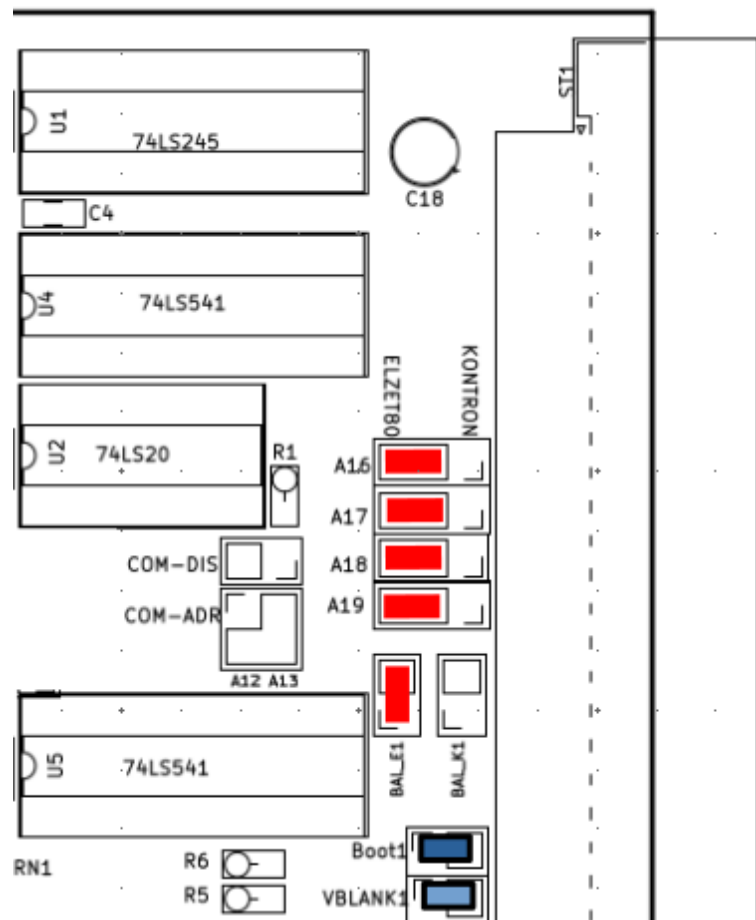 ST1
U1
74LS245
C18
C4
U4
74LS541
ELZET80
KONTRON
U2
74LS20
R1
A16
A17
COM-DIS
A18
COM-ADR
A19
A12 A13
U5
74LS541
BAL_E1
BAL_K1
Boot1
RN1
R6
R5
VBLANK1